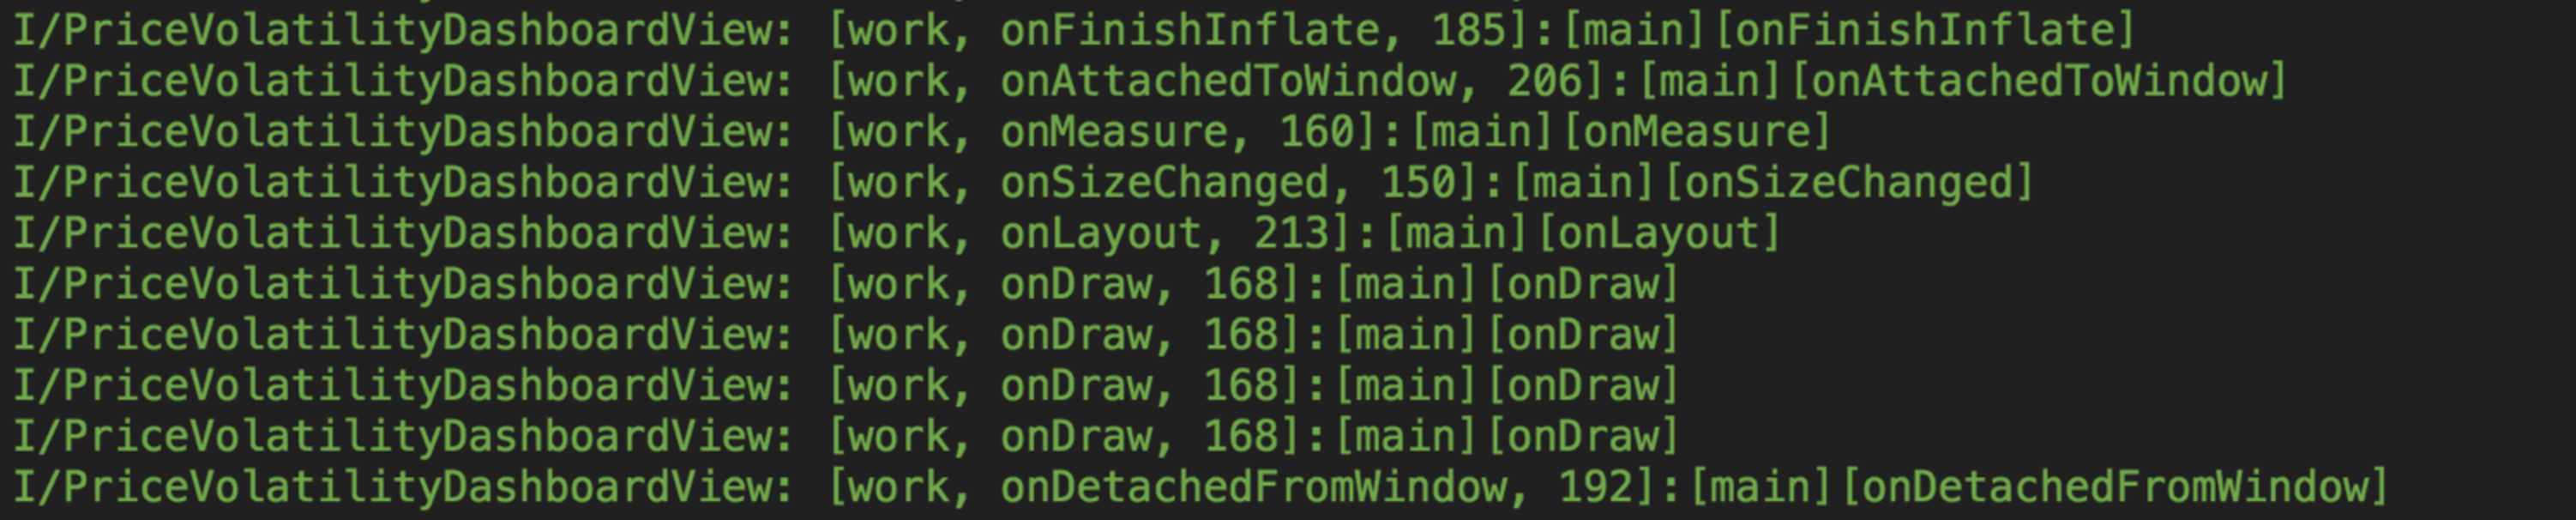 I/PriceVolatilityDashboardView: [work, onFinishInflate, 185]:[main][onFinishInflate]
I/PriceVolatilityDashboardView: [work, onAttachedToWindow, 206]:[main][onAttachedToWindow]
I/PriceVolatilityDashboardView: [work, onMeasure, 160]:[main][onMeasure]
I/PriceVolatilityDashboardView: [work, onSizeChanged, 150]:[main][onSizeChanged]
I/PriceVolatilityDashboardView: [work, onLayout, 213]:[main][onLayout]
I/PriceVolatilityDashboardView: [work, onDraw, 168]:[main][onDraw]
I/PriceVolatilityDashboardView: [work, onDraw, 168]:[main][onDraw]
I/PriceVolatilityDashboardView: [work, onDraw, 168]:[main][onDraw]
I/PriceVolatilityDashboardView: [work, onDraw, 168]:[main][onDraw]
I/PriceVolatilityDashboardView: [work, onDetachedFromWindow, 192]:[main][onDetachedFromWindow]